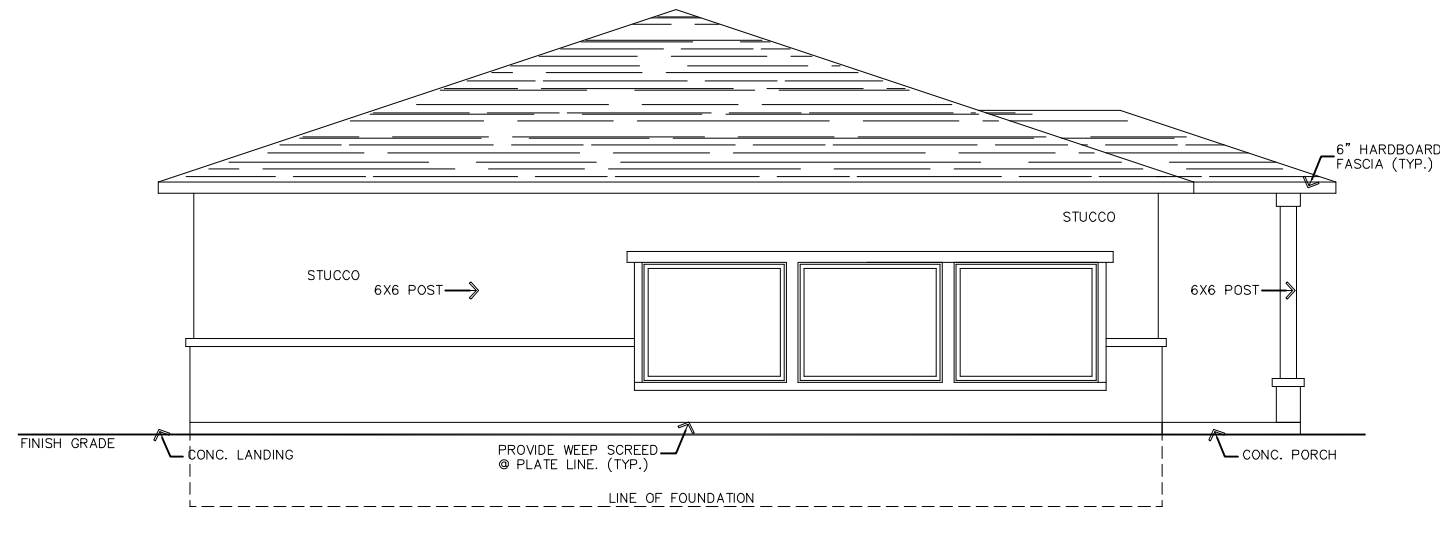 6" HARDBOARD
FASCIA (TYP.)
STUCCO
STUCCO
6X6 POST
6X6 POST
FINISH GRADE
CONC. LANDING
PROVIDE WEEP SCREED
@ PLATE LINE. (TYP.)
CONC. PORCH
LINE OF FOUNDATION